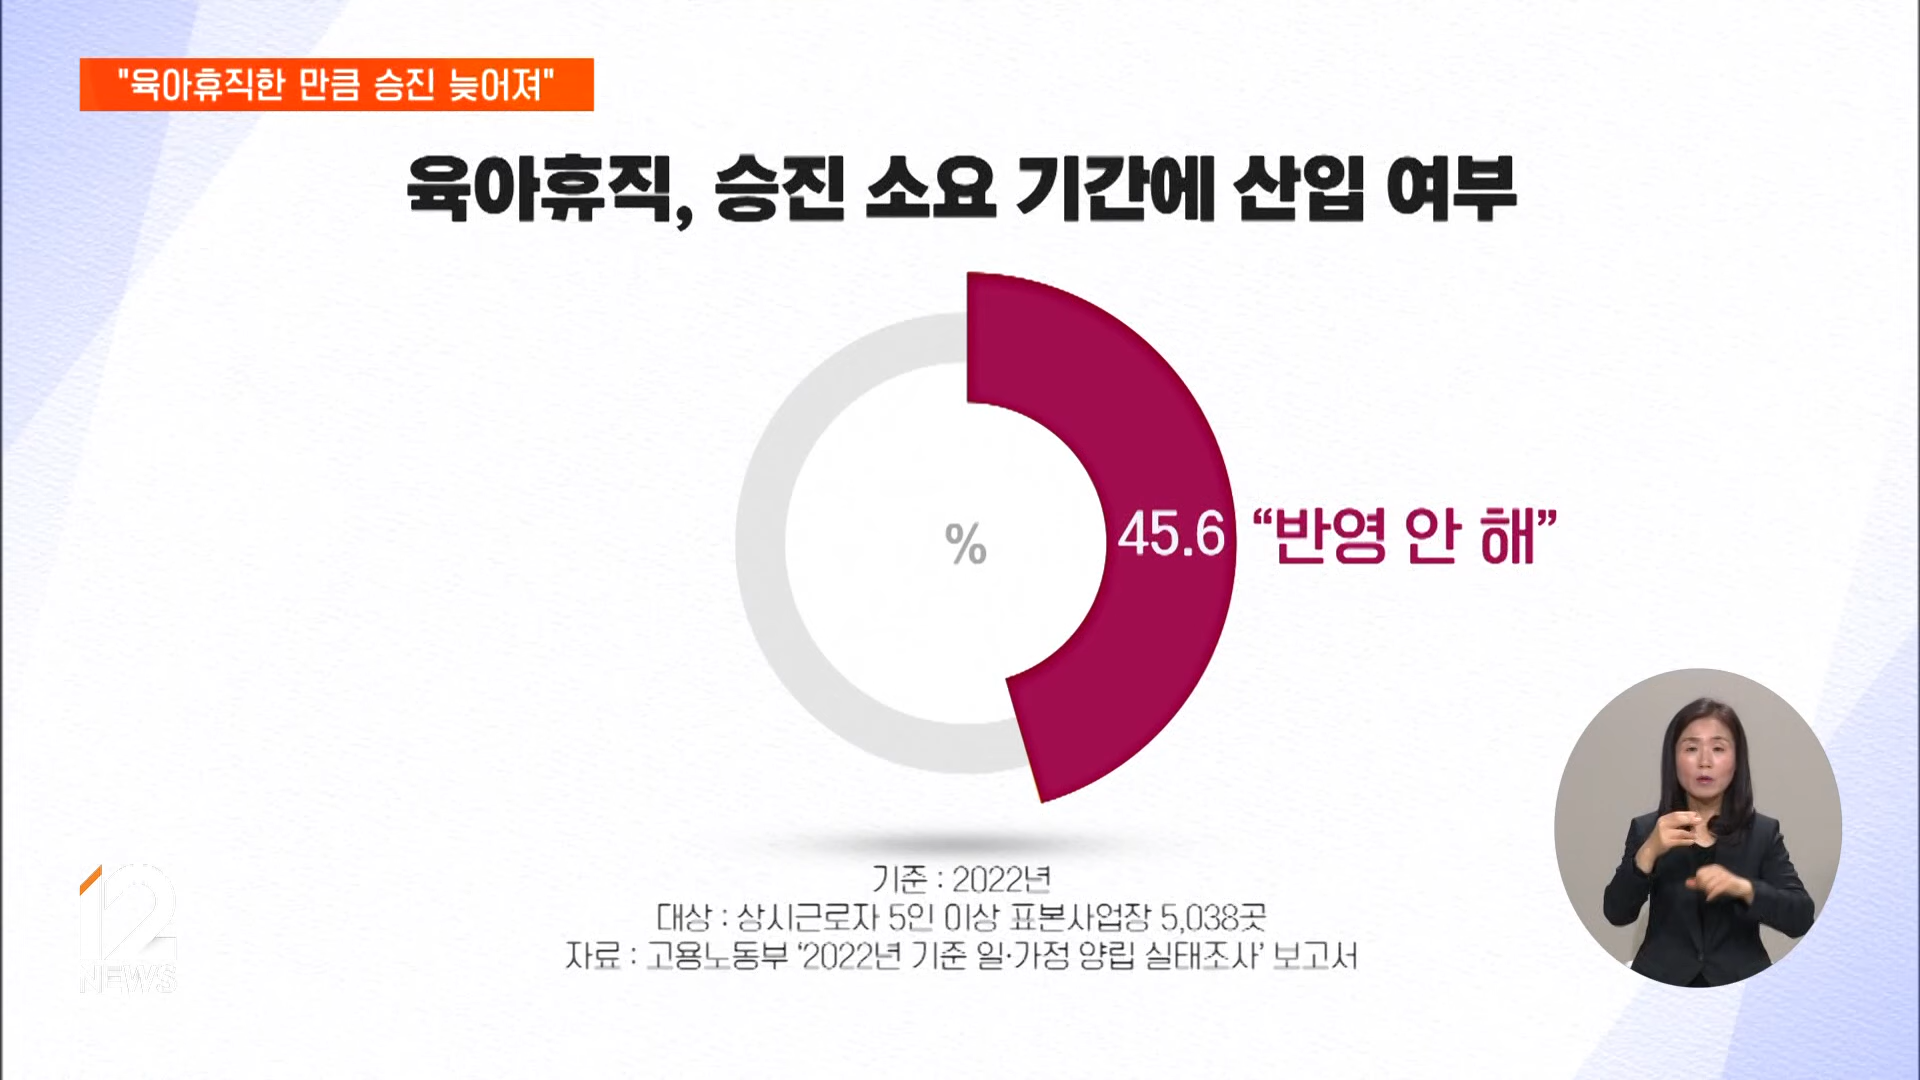 "육아휴직한 만큼 승진 늦어져"
육아휴직, 승진 소요 기간에 산입 여부
%
45.6 “반영 안 해”
기준 : 2022년
대상 : 상시근로자 5인 이상 표본사업장 5,038곳
자료 : 고용노동부 ‘2022년 기준 일·가정 양립 실태조사’ 보고서
12
NEWS